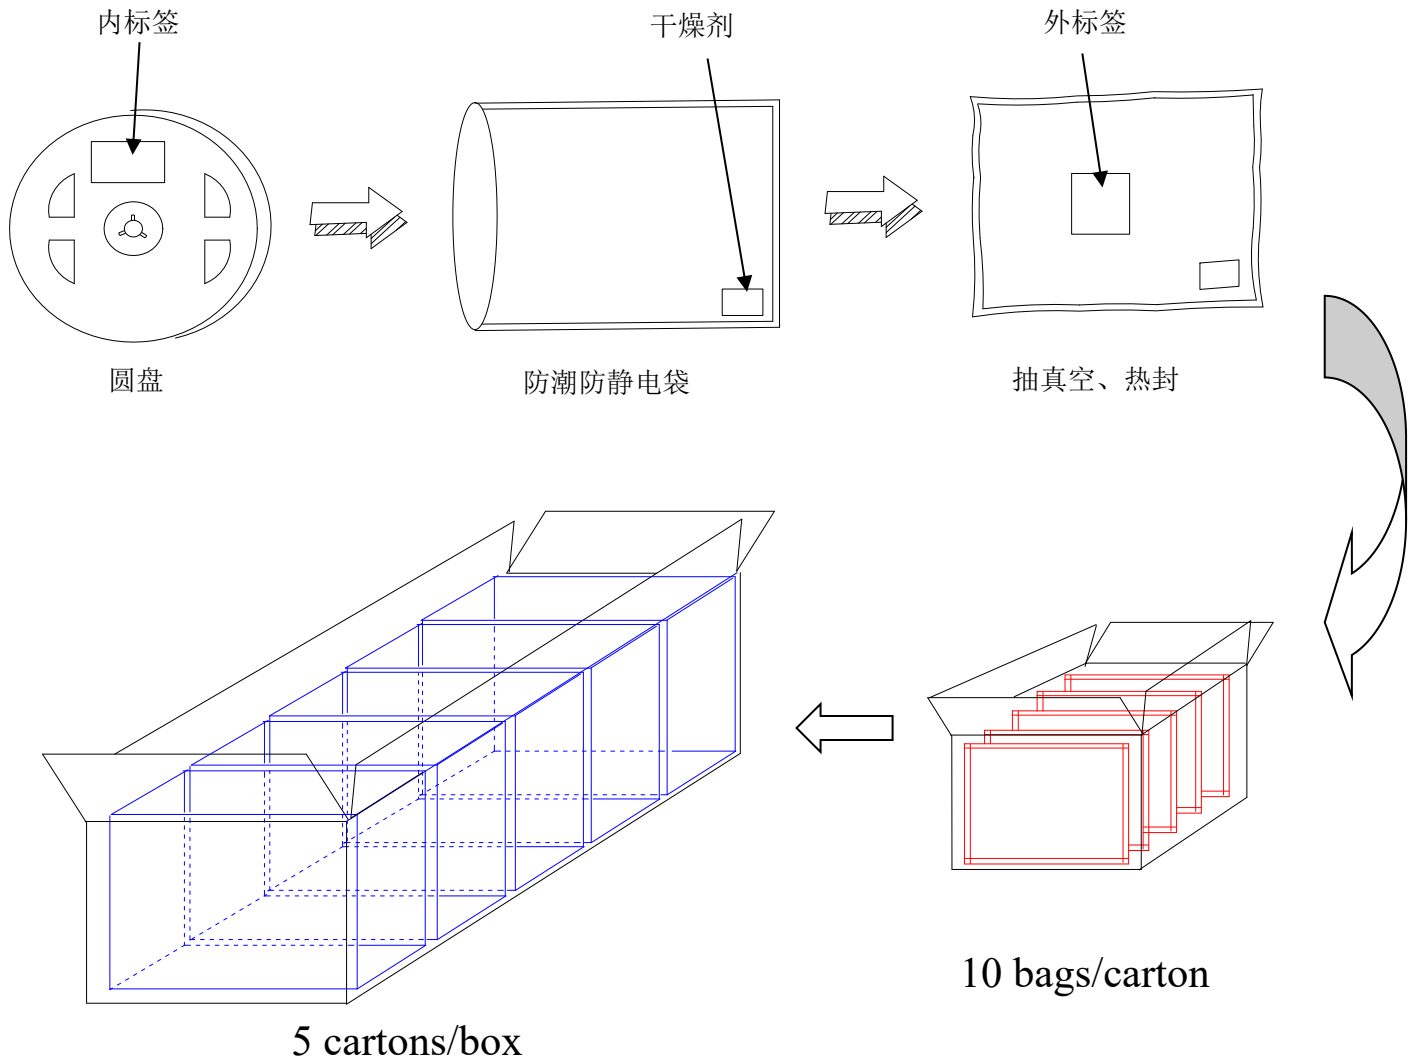 内标签
干燥剂
外标签
圆盘
防潮防静电袋
抽真空、热封
10 bags/carton
5 cartons/box